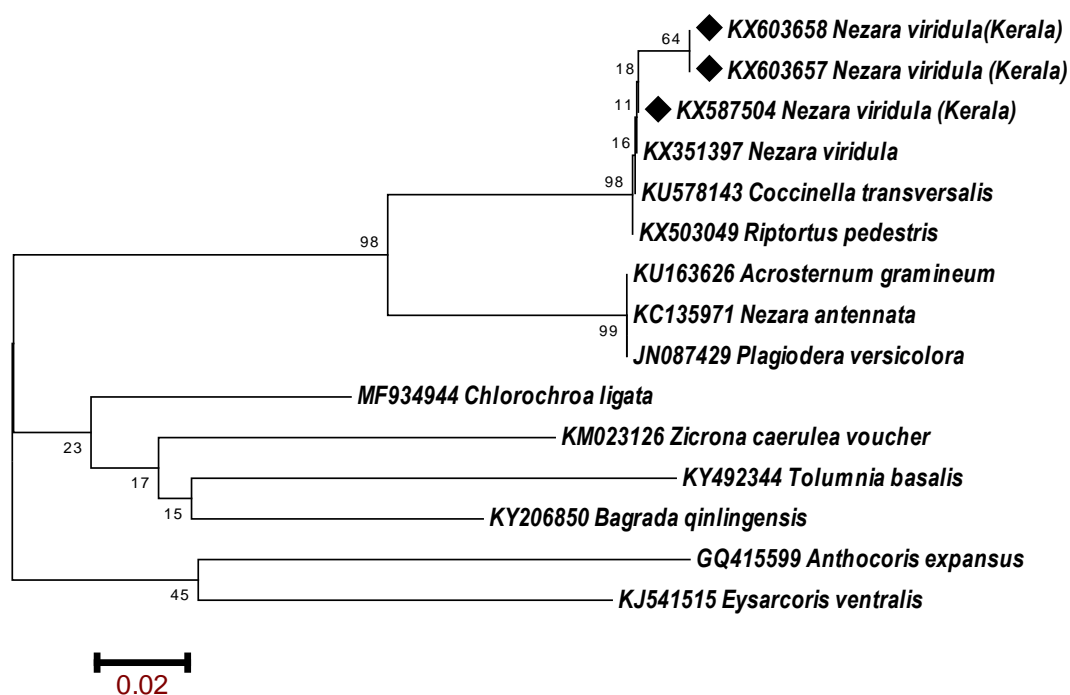 64
KX603658 Nezara viridula(Kerala)
KX603657 Nezara viridula (Kerala)
18
KX587504 Nezara viridula (Kerala)
11
KX351397 Nezara viridula
16
KU578143 Coccinella transversalis
98
KX503049 Riptortus pedestris
98
KU163626 Acrosternum gramineum
KC135971 Nezara antennata
99
JN087429 Plagiodera versicolora
MF934944 Chlorochroa ligata
23
KM023126 Zicrona caerulea voucher
17
KY492344 Tolumnia basalis
15
KY206850 Bagrada qinlingensis
GQ415599 Anthocoris expansus
45
KJ541515 Eysarcoris ventralis
0.02